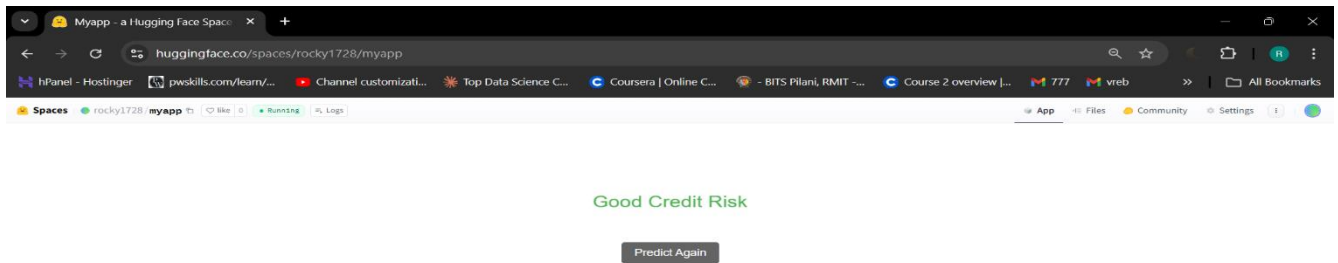 Myapp - a Hugging Face Space
huggingface.co/spaces/rocky1728/myapp
R
hPanel - Hostinger pwskills.com/learn/... Channel customizati... Top Data Science C... Coursera | Online C... - BITS Pilani, RMIT -... Course 2 overview |... 777 vreb » All Bookmarks
Spaces rocky1728/myapp like 0 Running Logs App Files Community Settings
Good Credit Risk
Predict Again